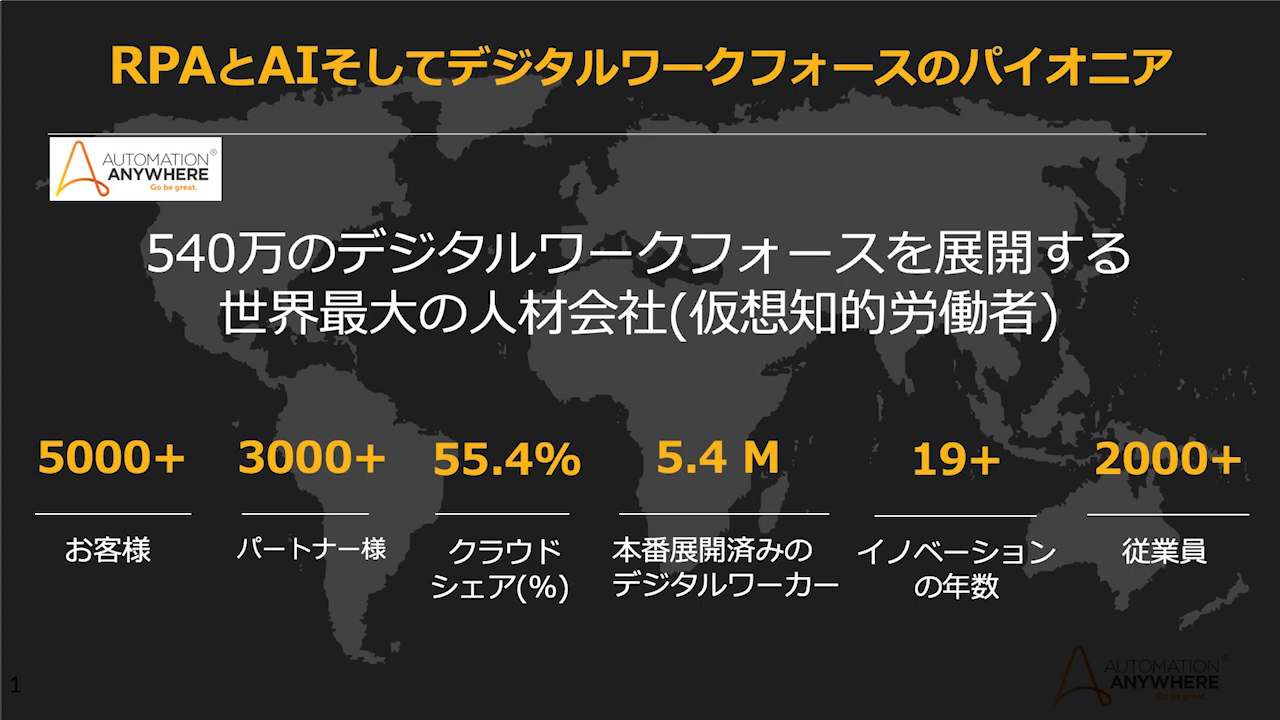 RPAとAIそしてデジタルワークフォースのパイオニア
AUTOMATION®
ANYWHERE
Go be great.
540万のデジタルワークフォースを展開する
世界最大の人材会社(仮想知的労働者)
5000+
お客様
3000+
パートナー様
55.4%
クラウド
シェア(%)
5.4 M
本番展開済みの
デジタルワーカー
19+
イノベーション
の年数
2000+
従業員
1
AUTOMATION®
ANYWHERE
Go be great.